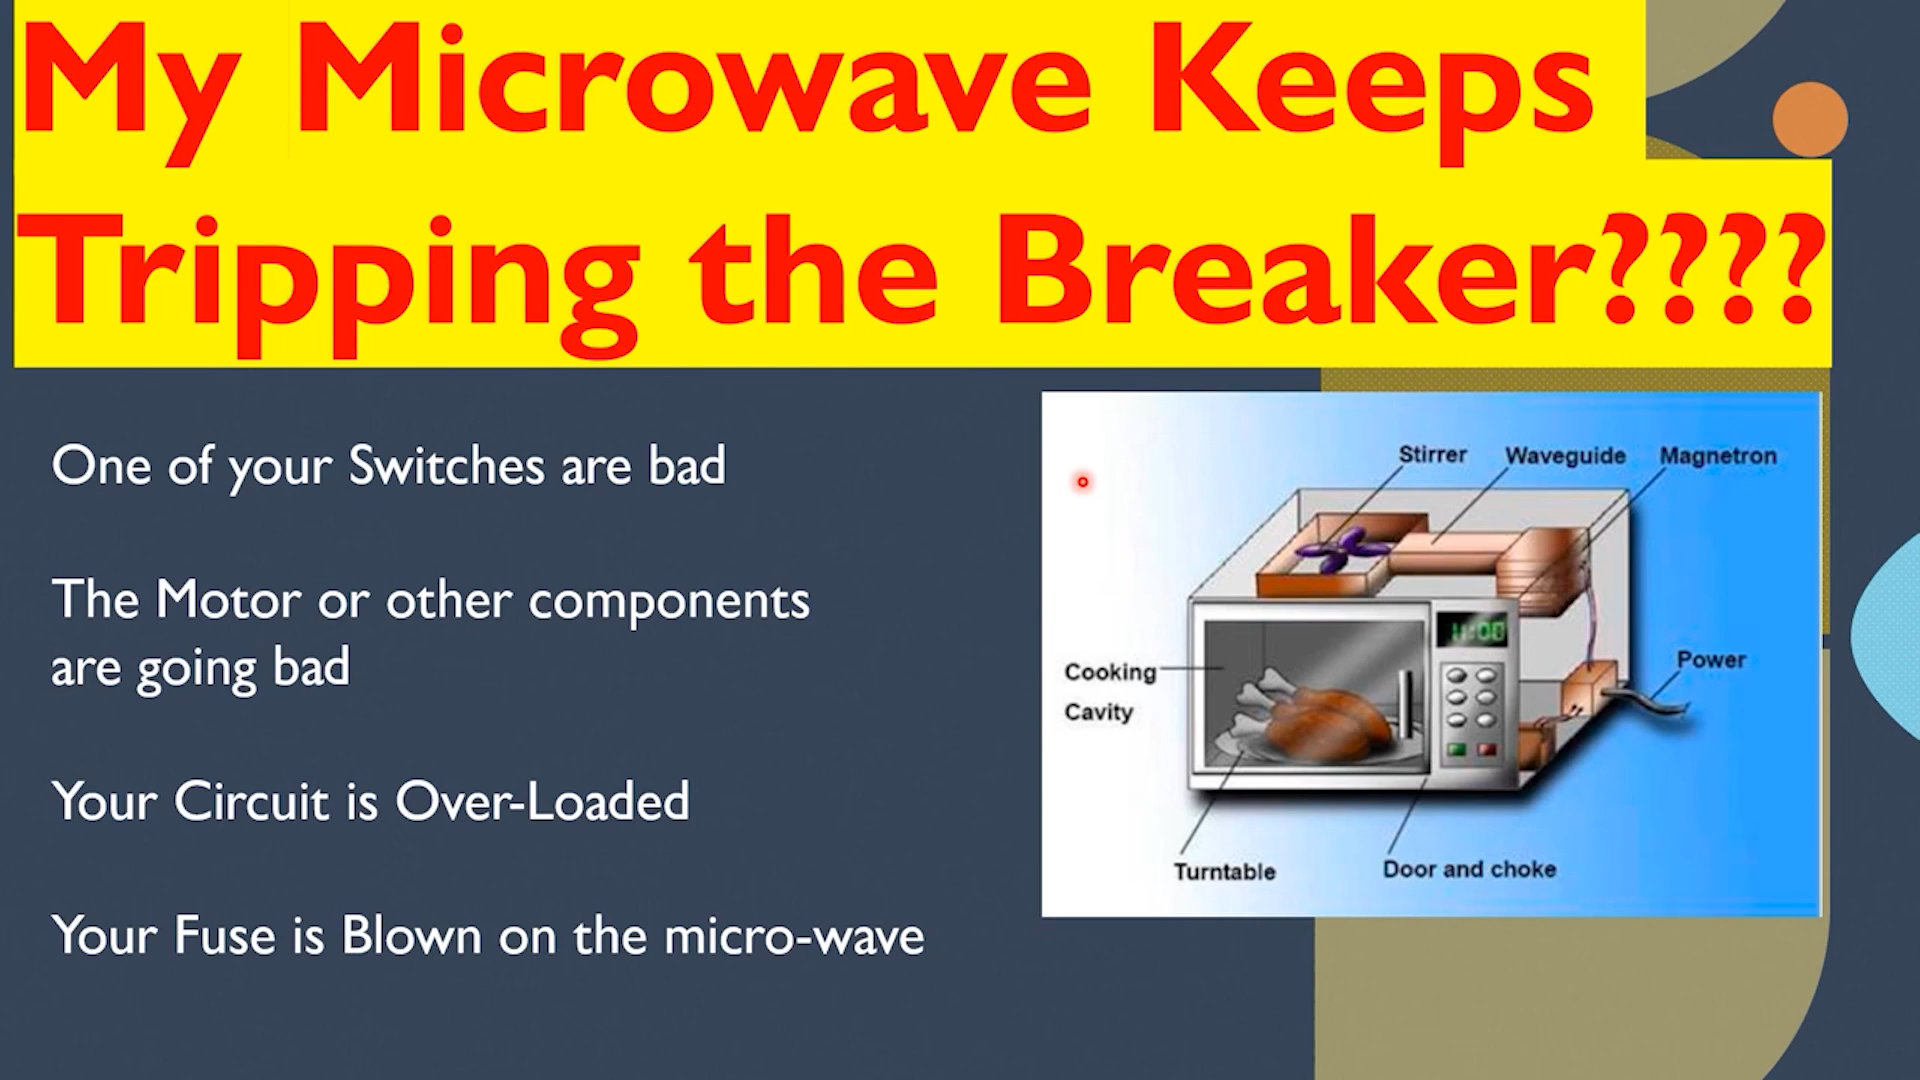 My Microwave Keeps
Tripping the Breaker????
One of your Switches are bad
The Motor or other components
are going bad
Your Circuit is Over-Loaded
Your Fuse is Blown on the micro-wave
Stirrer
Waveguide
Magnetron
11:00
Power
Cooking
Cavity
Turntable
Door and choke